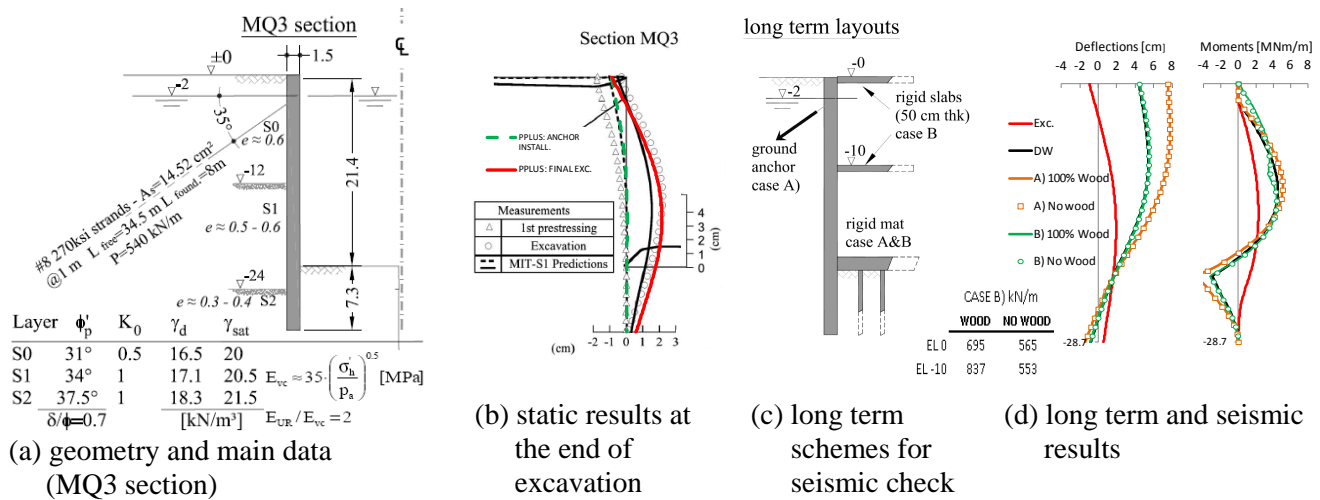 MQ3 section
±0
1.5
℄
-2
35°
S0
e ≈ 0.6
#8 270ksi strands - As=14.52 cm²
@1 m L free=34.5 m L found.=8m
P=540 kN/m
-12
S1
e ≈ 0.5 - 0.6
21.4
-24
e ≈ 0.3 - 0.4 S2
7.3
Layer ϕ'p K0 γd γsat
S0 31° 0.5 16.5 20
S1 34° 1 17.1 20.5
S2 37.5° 1 18.3 21.5
δ/ϕ=0.7 [kN/m³]
Evc ≈ 35·(σ'h/pa)^0.5 [MPa]
EUR / Evc = 2
(a) geometry and main data
(MQ3 section)
Section MQ3
PPLUS: ANCHOR
INSTALL.
PPLUS: FINAL EXC.
Measurements
1st prestressing
Excavation
MIT-S1 Predictions
4
3
2
1
0
(cm)
(cm)
-2 -1 0 1 2 3
(b) static results at
the end of
excavation
long term layouts
-0
-2
rigid slabs
(50 cm thk)
case B
ground
anchor
case A)
-10
rigid mat
case A&B
(c) long term
schemes for
seismic check
Deflections [cm]
-4 -2 0 2 4 6 8
Moments [MNm/m]
-4 -2 0 2 4 6 8
Exc.
DW
A) 100% Wood
A) No wood
B) 100% Wood
B) No Wood
CASE B) kN/m
WOOD NO WOOD
EL 0 695 565
EL -10 837 553
-28.7
-28.7
(d) long term and seismic
results